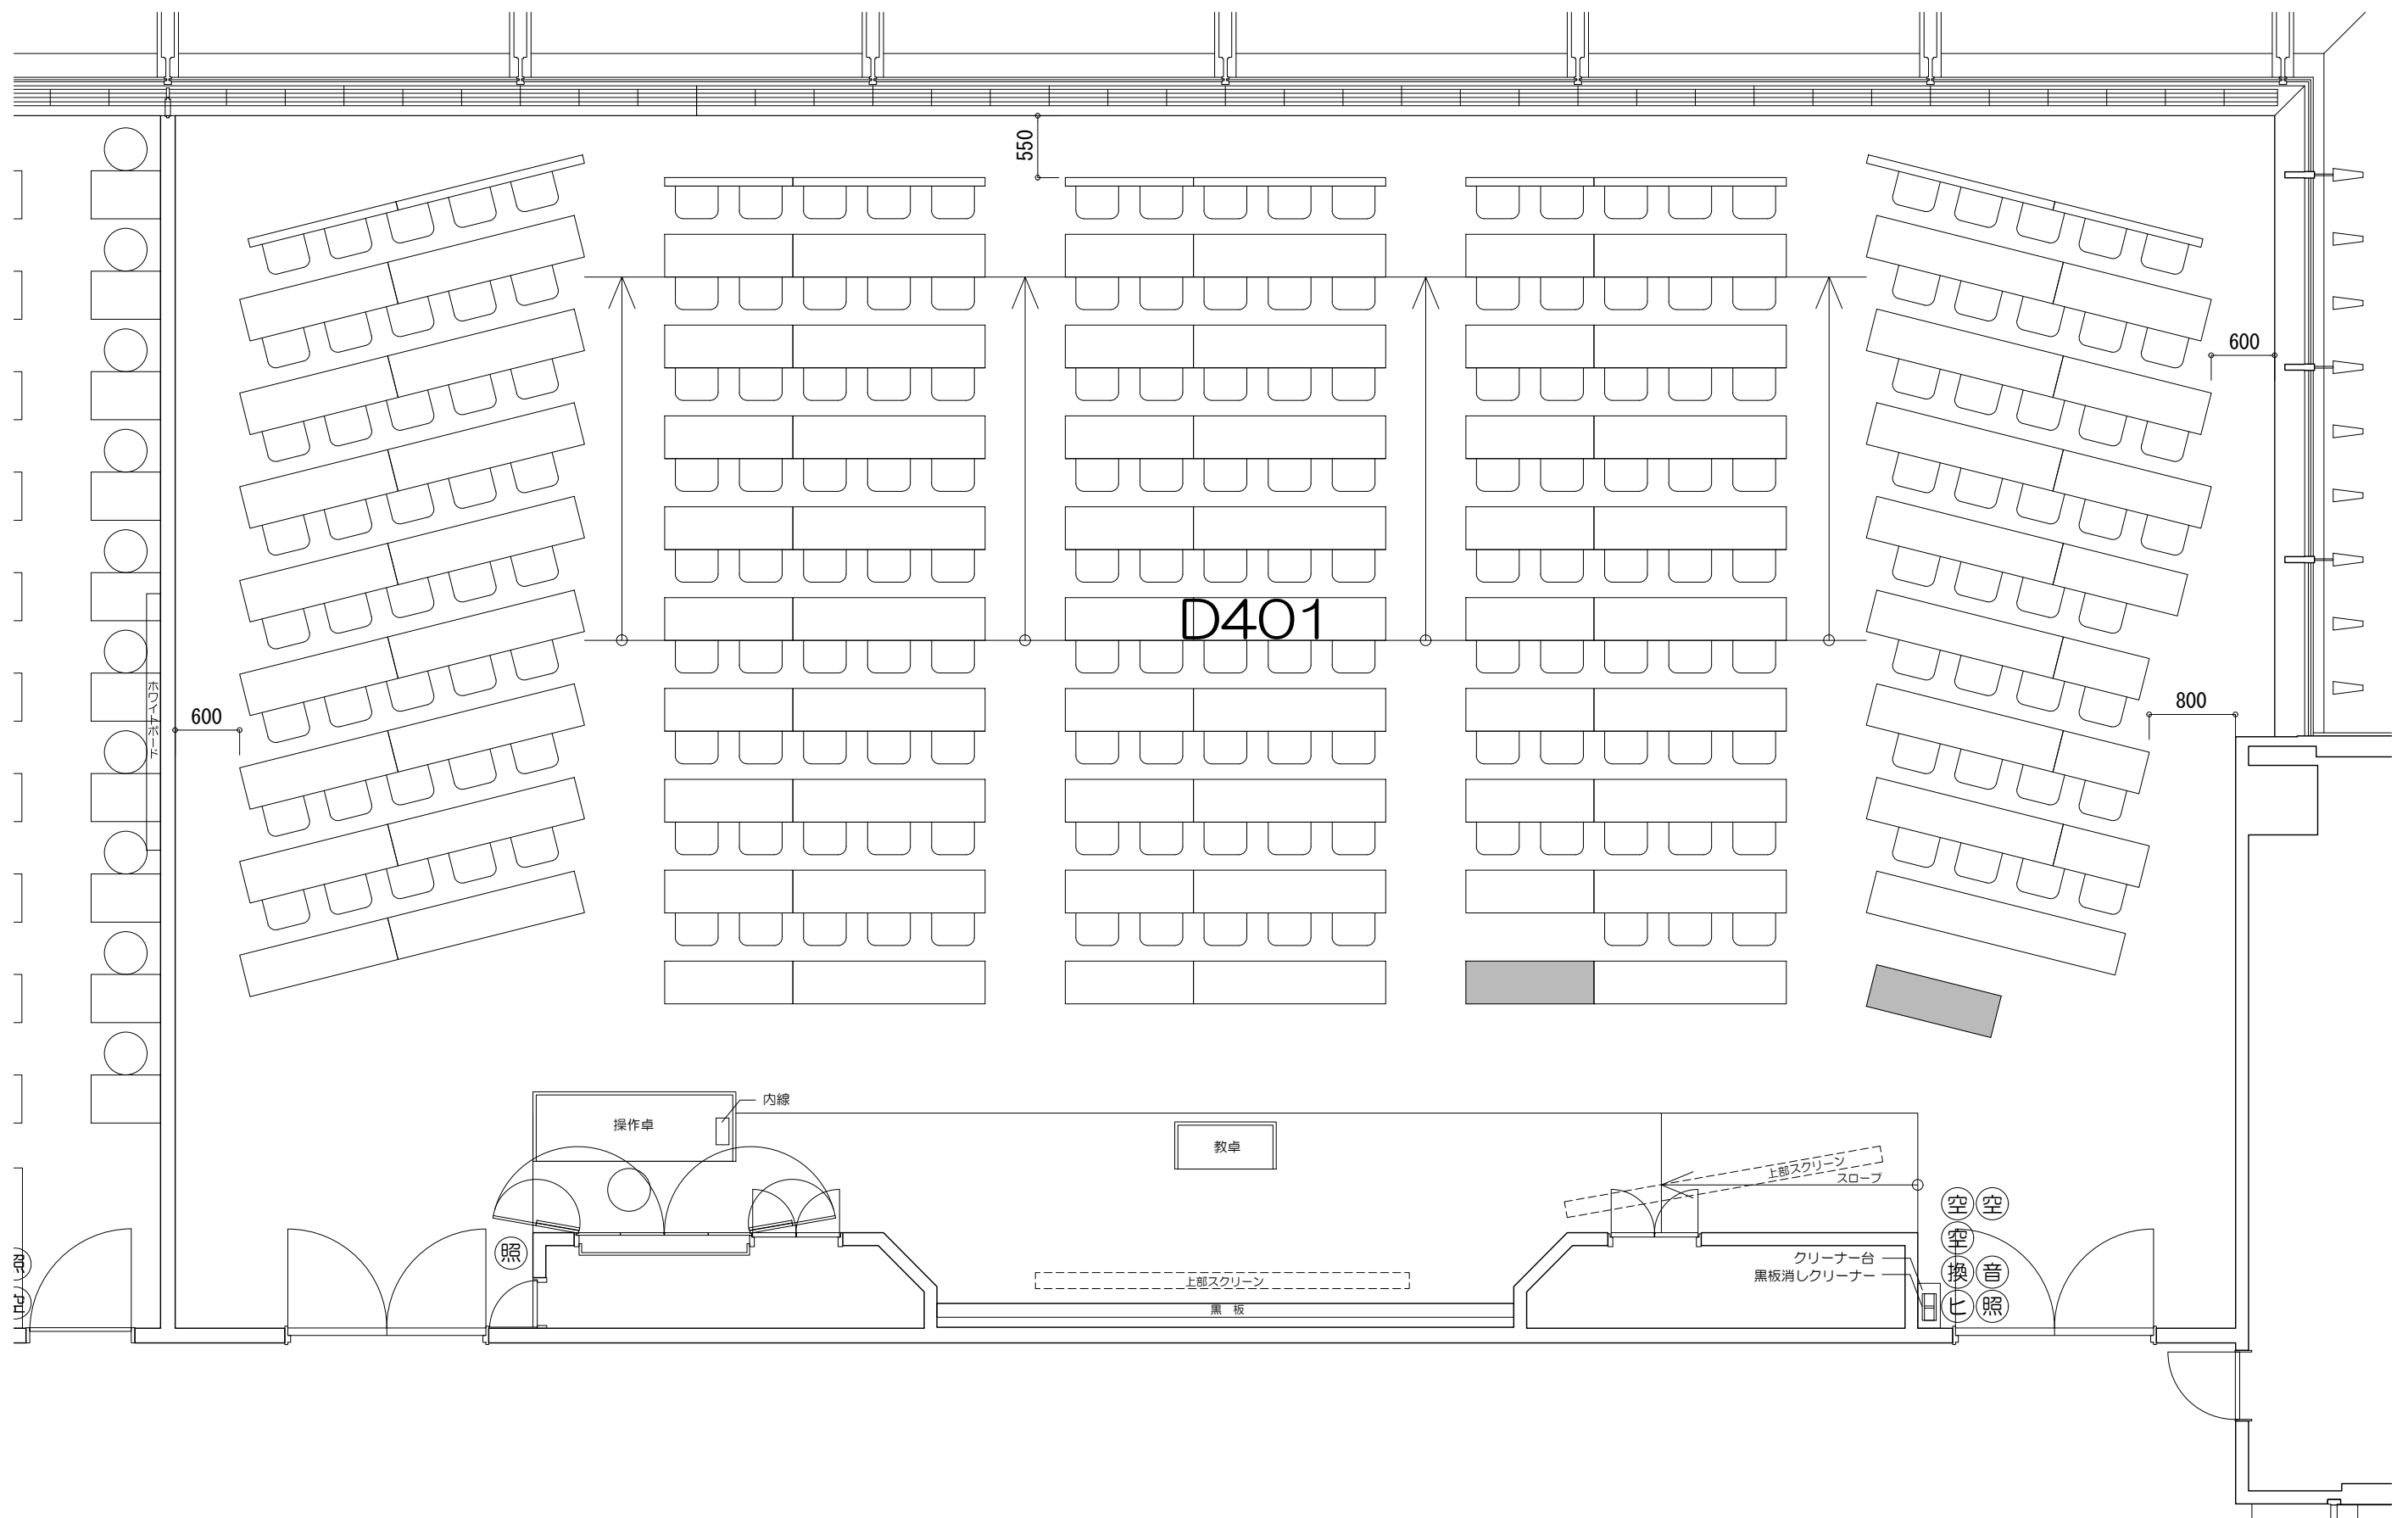 550
600
D401
ホワイトボード
600
800
内線
操作卓
教卓
上部スクリーン
スロープ
空 空
空
照
クリーナー台
換 音
黒板消しクリーナー
上部スクリーン
ヒ 照
黒 板